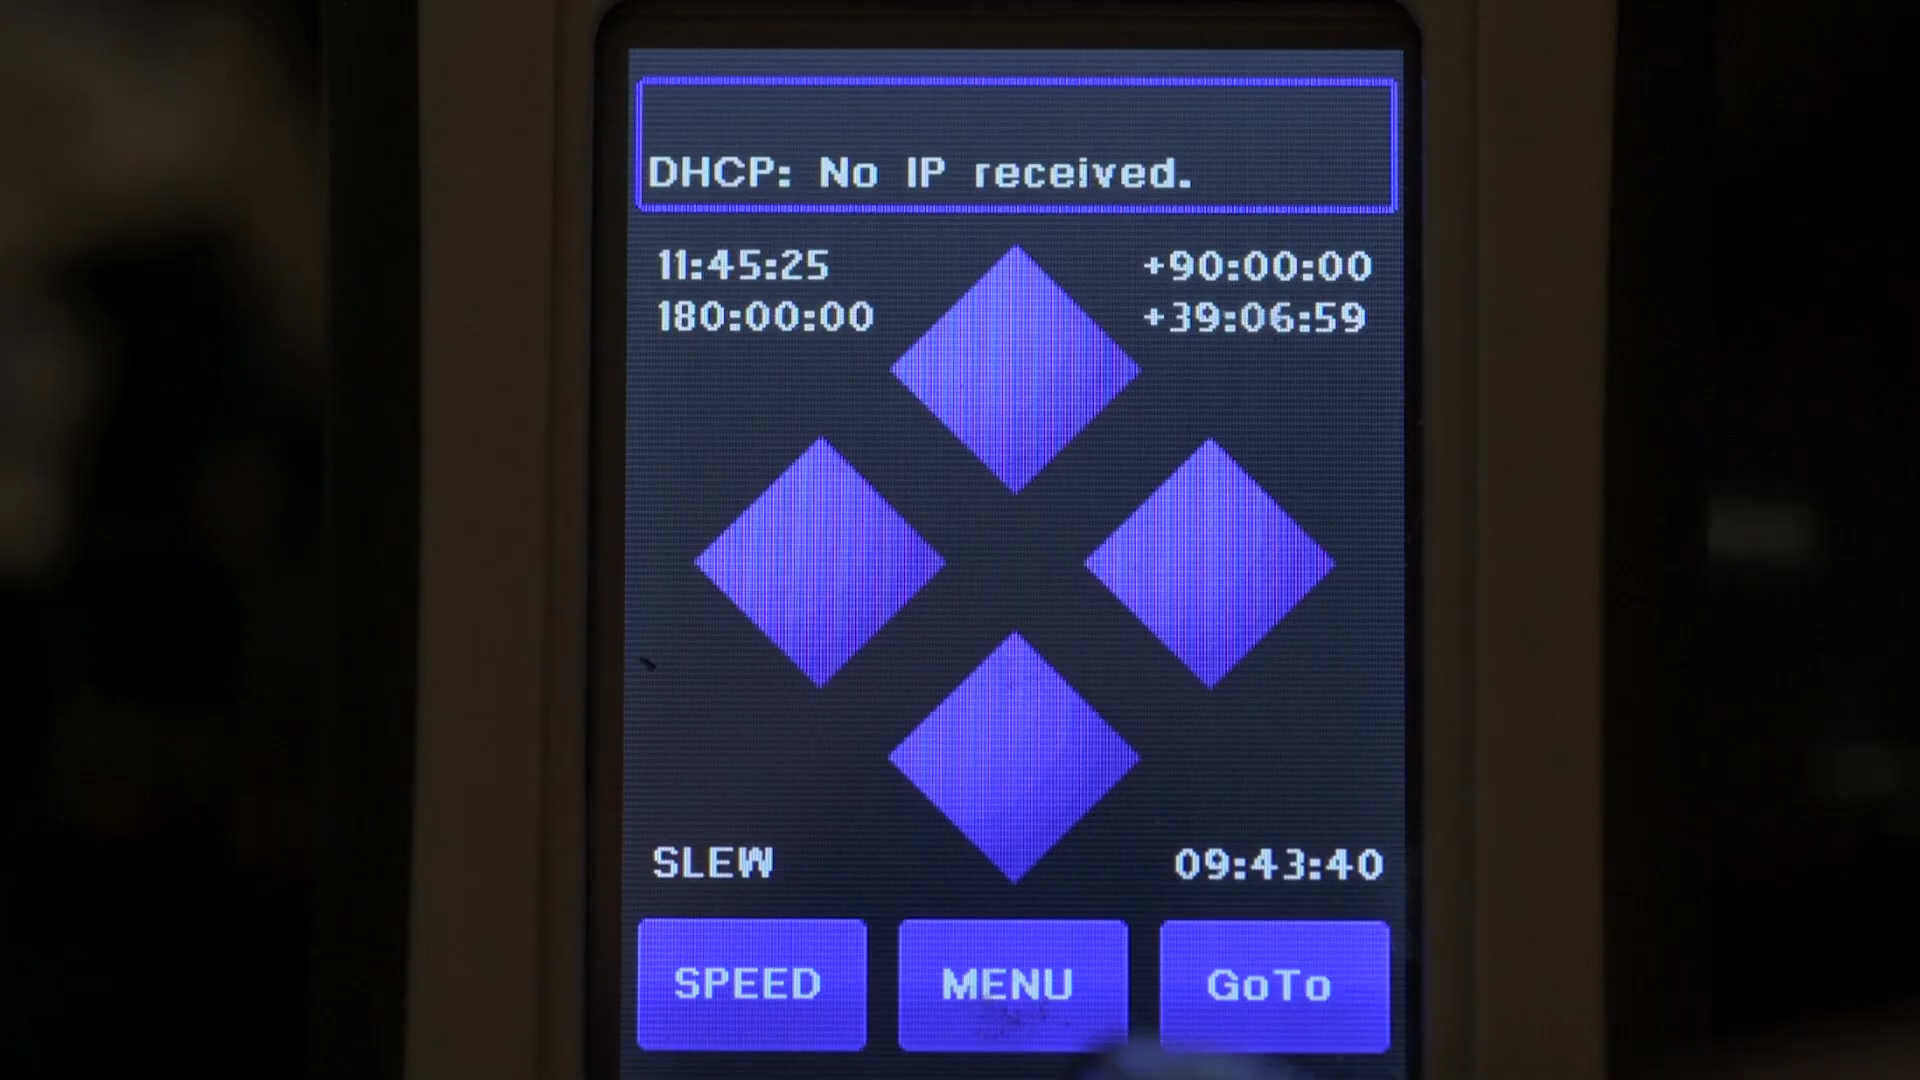 DHCP: No IP received.
11:45:25 +90:00:00
180:00:00 +39:06:59
SLEW 09:43:40
SPEED MENU GoTo